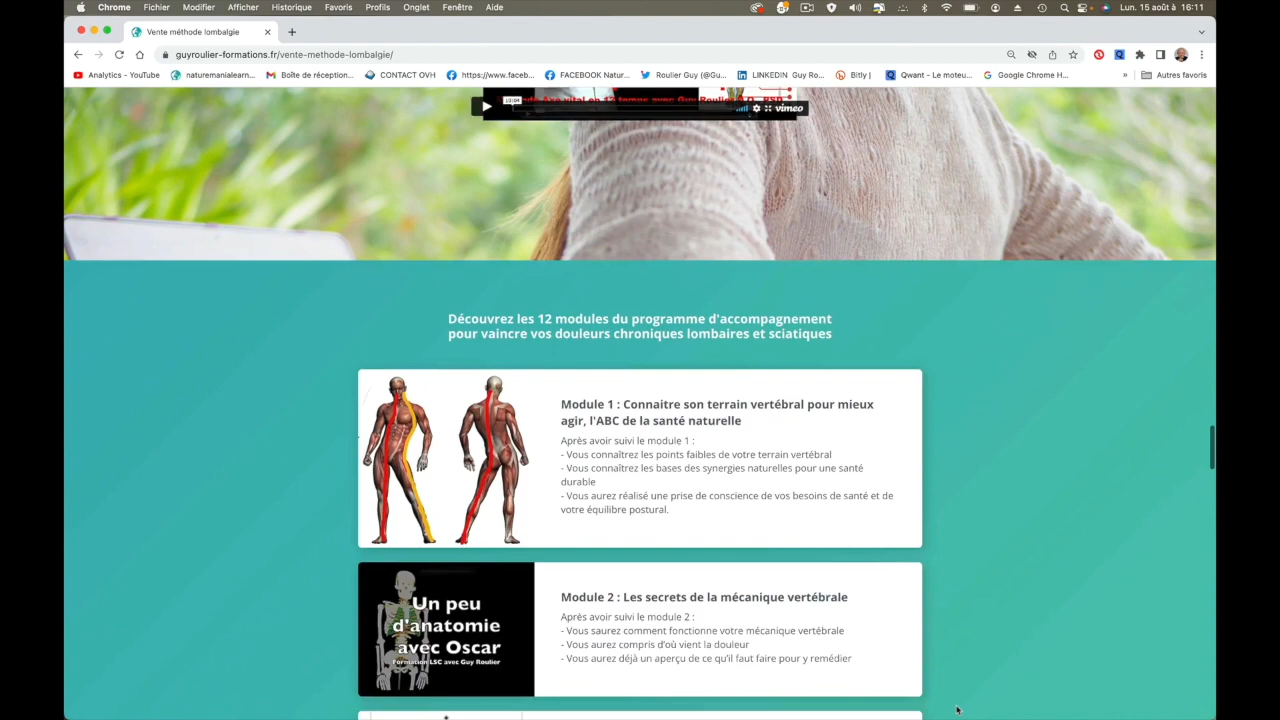 Chrome Fichier Modifier Afficher Historique Favoris Profils Onglet Fenêtre Aide Lun. 15 août à 16:11
Vente méthode lombalgie
guyroulier-formations.fr/vente-methode-lombalgie/
Analytics - YouTube naturemanialearn... Boîte de réception... CONTACT OVH https://www.faceb... FACEBOOK Natur... Roulier Guy (@Gu... LINKEDIN Guy Ro... Bitly | Qwant - Le moteu... Google Chrome H... » Autres favoris
vital en 12 temps avec Guy Roulier
vimeo
Découvrez les 12 modules du programme d'accompagnement
pour vaincre vos douleurs chroniques lombaires et sciatiques
Module 1 : Connaitre son terrain vertébral pour mieux
agir, l'ABC de la santé naturelle
Après avoir suivi le module 1 :
- Vous connaîtrez les points faibles de votre terrain vertébral
- Vous connaîtrez les bases des synergies naturelles pour une santé
durable
- Vous aurez réalisé une prise de conscience de vos besoins de santé et de
votre équilibre postural.
Un peu
d'anatomie
avec Oscar
Formation LSC avec Guy Roulier
Module 2 : Les secrets de la mécanique vertébrale
Après avoir suivi le module 2 :
- Vous saurez comment fonctionne votre mécanique vertébrale
- Vous aurez compris d'où vient la douleur
- Vous aurez déjà un aperçu de ce qu'il faut faire pour y remédier